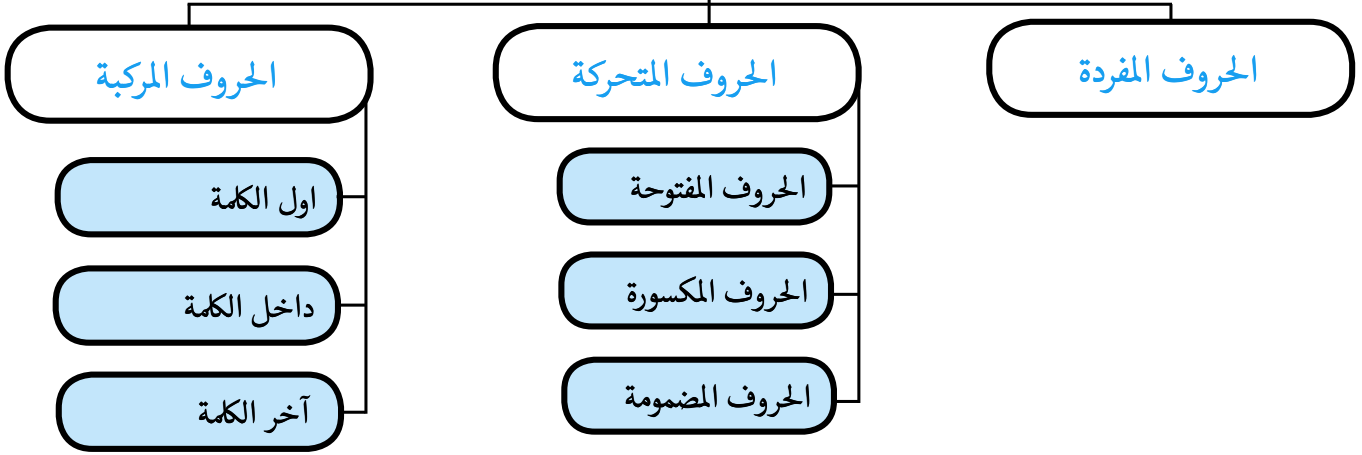 الحروف المفردة
الحروف المتحركة
الحروف المفتوحة
الحروف المكسورة
الحروف المضمومة
الحروف المركبة
اول الكلمة
داخل الكلمة
آخر الكلمة